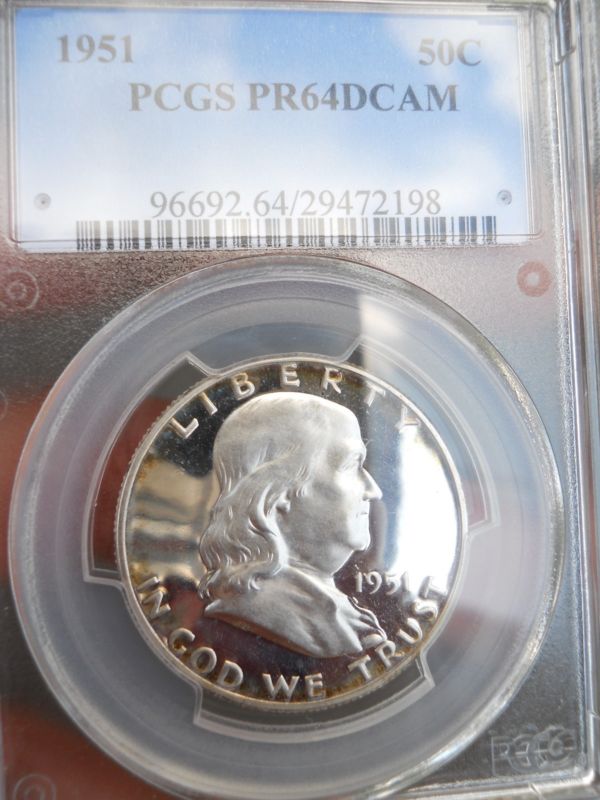 1951 50C
PCGS PR64DCAM
96692.64/29472198
LIBERTY
1951
IN GOD WE TRUST